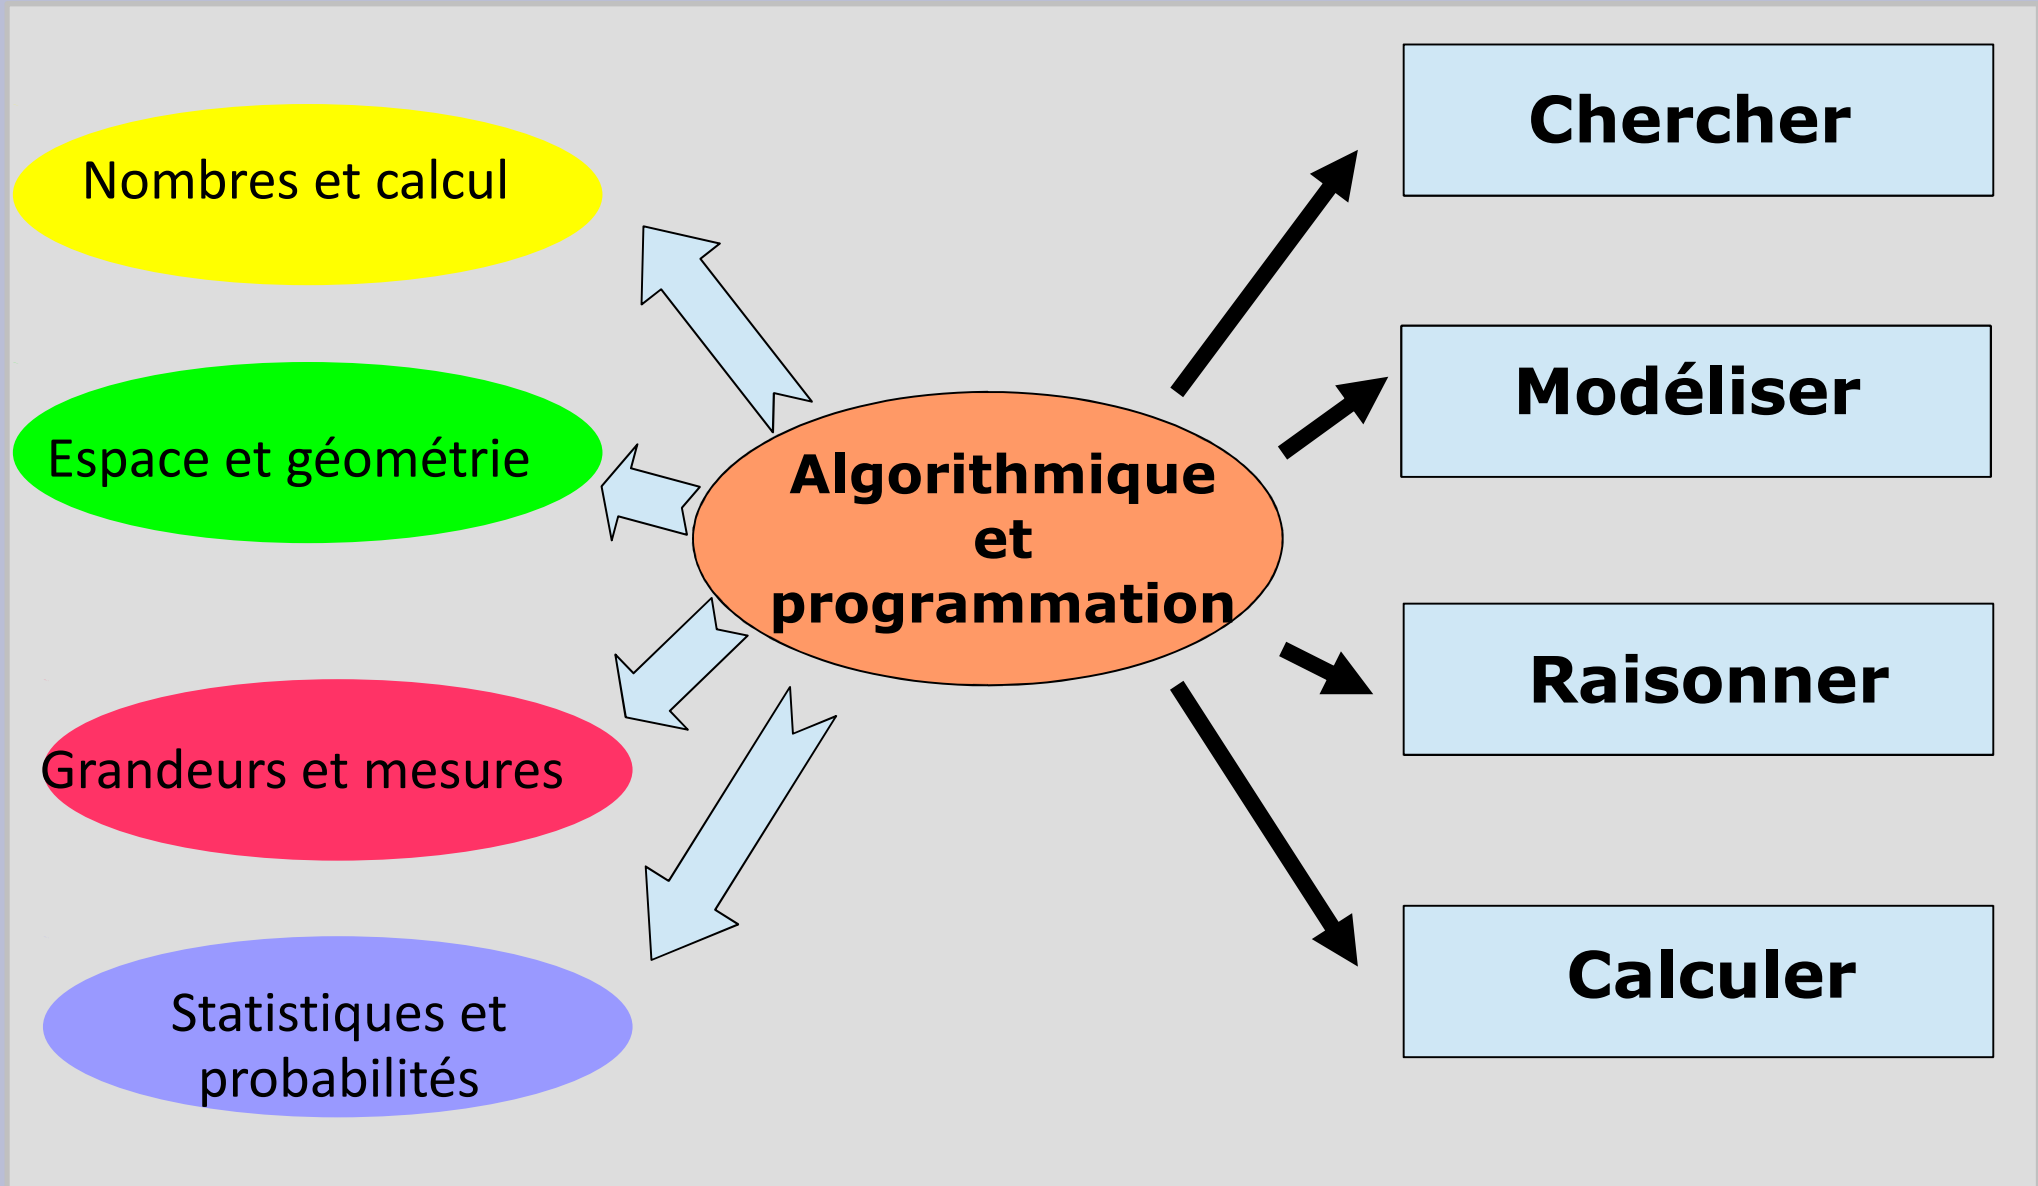 Nombres et calcul
Espace et géométrie
Grandeurs et mesures
Statistiques et
probabilités
Algorithmique
et
programmation
Chercher
Modéliser
Raisonner
Calculer